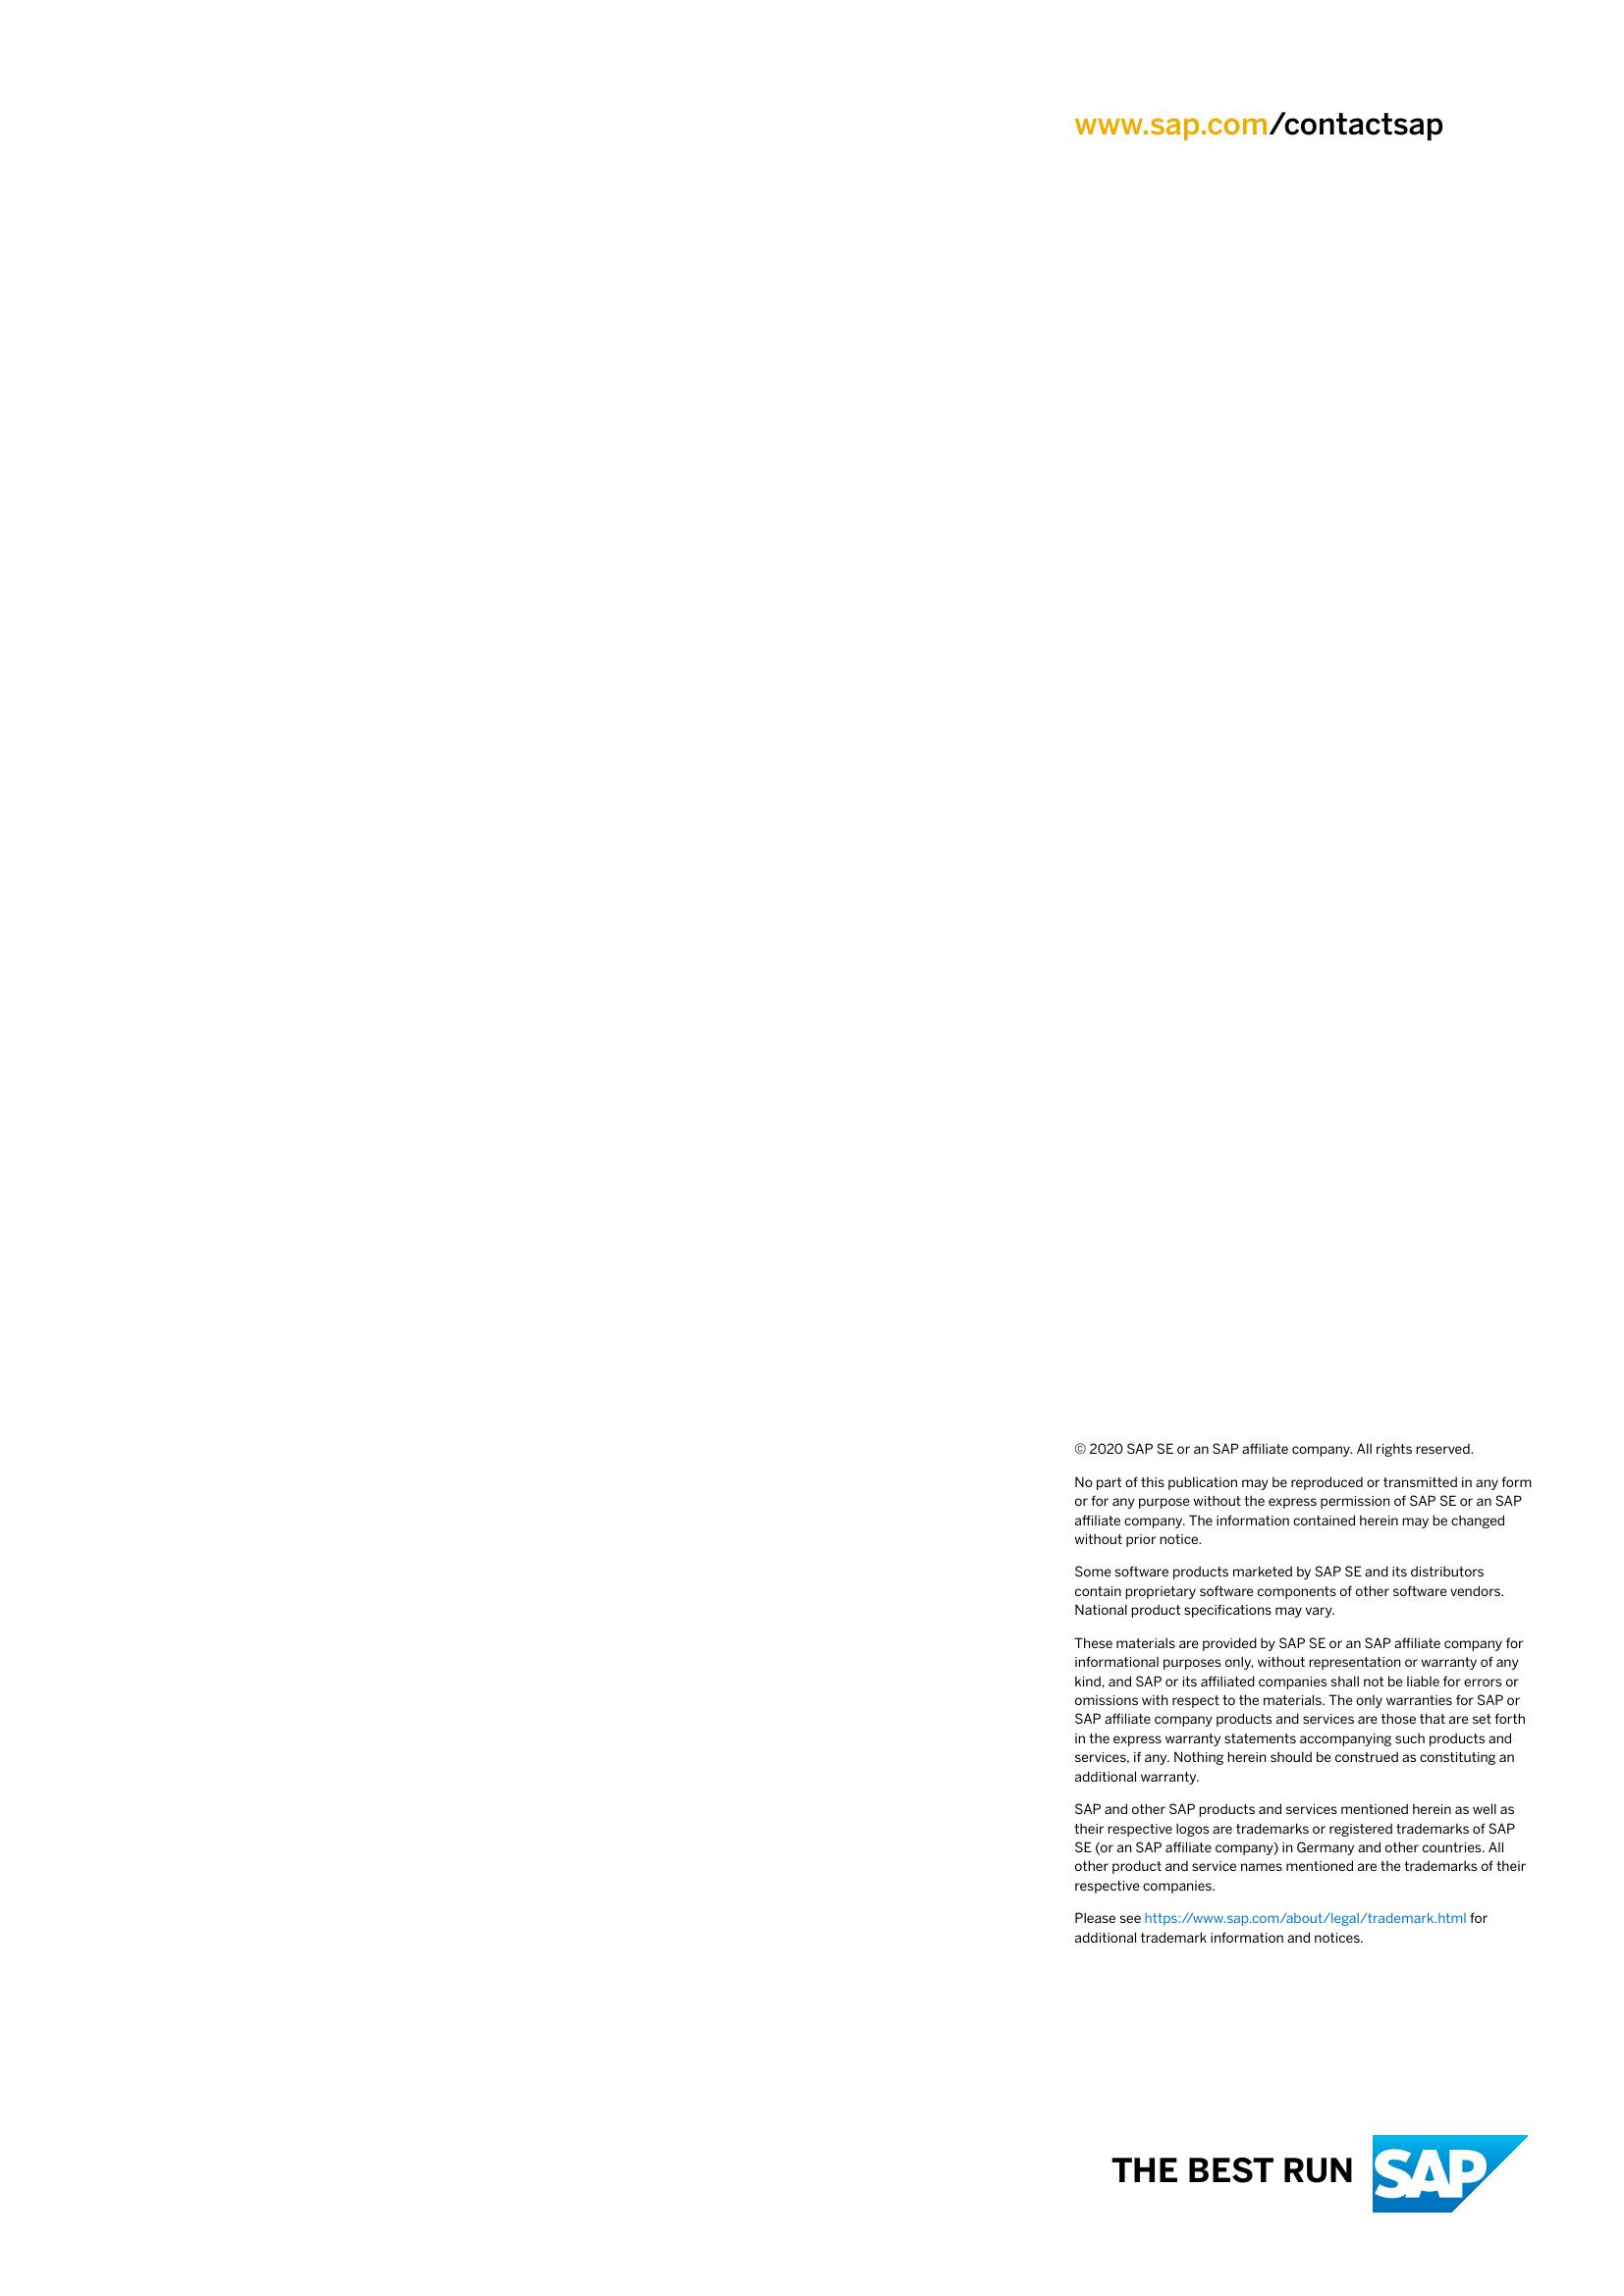 www.sap.com/contactsap
© 2020 SAP SE or an SAP affiliate company. All rights reserved.
No part of this publication may be reproduced or transmitted in any form
or for any purpose without the express permission of SAP SE or an SAP
affiliate company. The information contained herein may be changed
without prior notice.
Some software products marketed by SAP SE and its distributors
contain proprietary software components of other software vendors.
National product specifications may vary.
These materials are provided by SAP SE or an SAP affiliate company for
informational purposes only, without representation or warranty of any
kind, and SAP or its affiliated companies shall not be liable for errors or
omissions with respect to the materials. The only warranties for SAP or
SAP affiliate company products and services are those that are set forth
in the express warranty statements accompanying such products and
services, if any. Nothing herein should be construed as constituting an
additional warranty.
SAP and other SAP products and services mentioned herein as well as
their respective logos are trademarks or registered trademarks of SAP
SE (or an SAP affiliate company) in Germany and other countries. All
other product and service names mentioned are the trademarks of their
respective companies.
Please see https://www.sap.com/about/legal/trademark.html for
additional trademark information and notices.
THE BEST RUN SAP